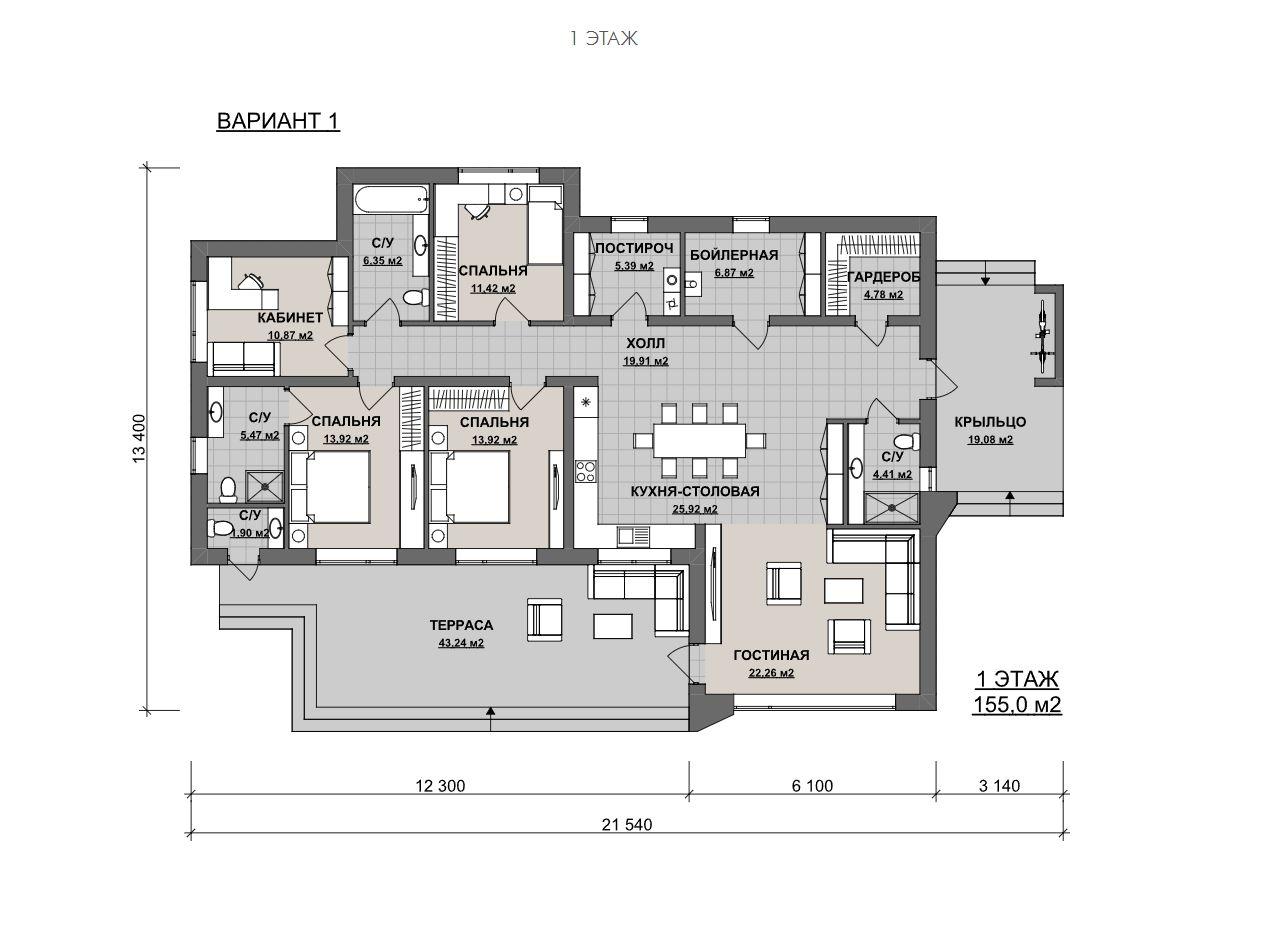 1 ЭТАЖ
ВАРИАНТ 1
С/У
6.35 м2
СПАЛЬНЯ
11,42 м2
ПОСТИРОЧ
5.39 м2
БОЙЛЕРНАЯ
6.87 м2
ГАРДЕРОБ
4.78 м2
КАБИНЕТ
10.87 м2
ХОЛЛ
19.91 м2
С/У
5.47 м2
СПАЛЬНЯ
13,92 м2
СПАЛЬНЯ
13,92 м2
КРЫЛЬЦО
19.08 м2
С/У
4.41 м2
КУХНЯ-СТОЛОВАЯ
25.92 м2
С/У
1.90 м2
ТЕРРАСА
43,24 м2
ГОСТИНАЯ
22,26 м2
1 ЭТАЖ
155,0 м2
13 400
12 300
6 100
3 140
21 540